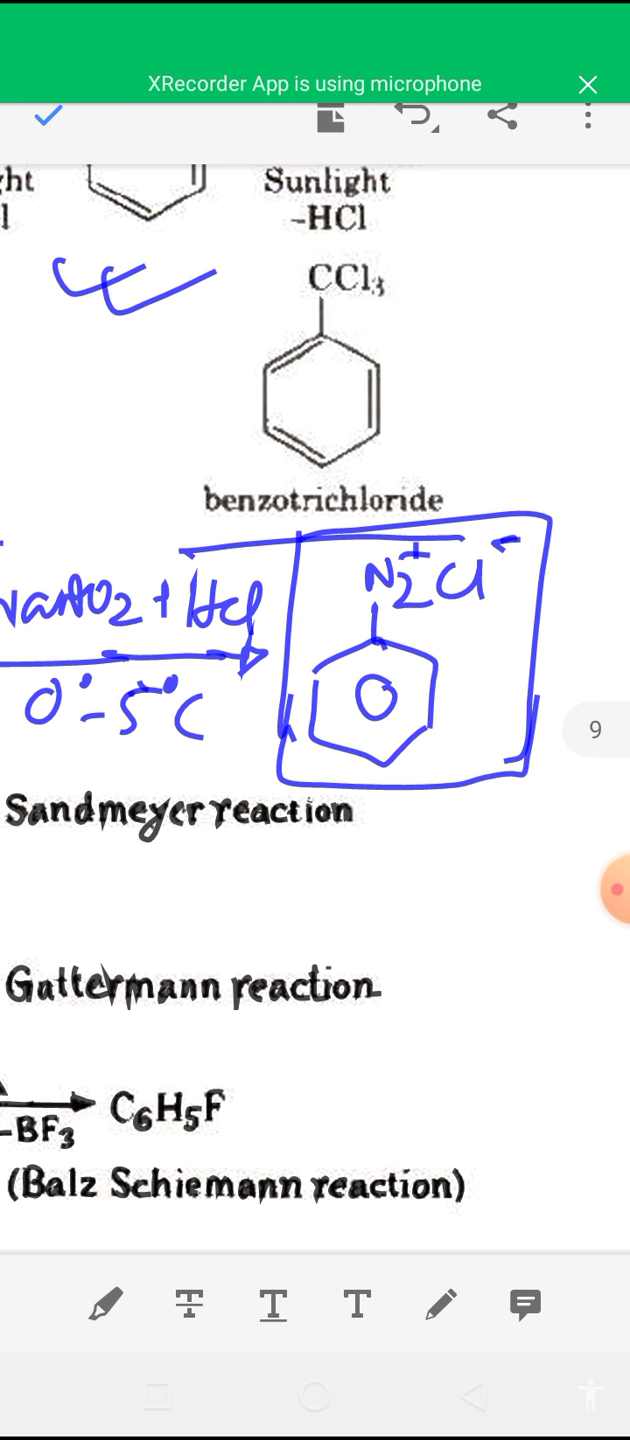 XRecorder App is using microphone
ght
Sunlight
l
-HCl
CCl₃
benzotrichloride
N₂⁺Cl⁻
NaNO₂ + HCl
0° - 5°C
9
Sandmeyer reaction
Gattermann reaction
-BF₃
C₆H₅F
(Balz Schiemann reaction)
T
T
T